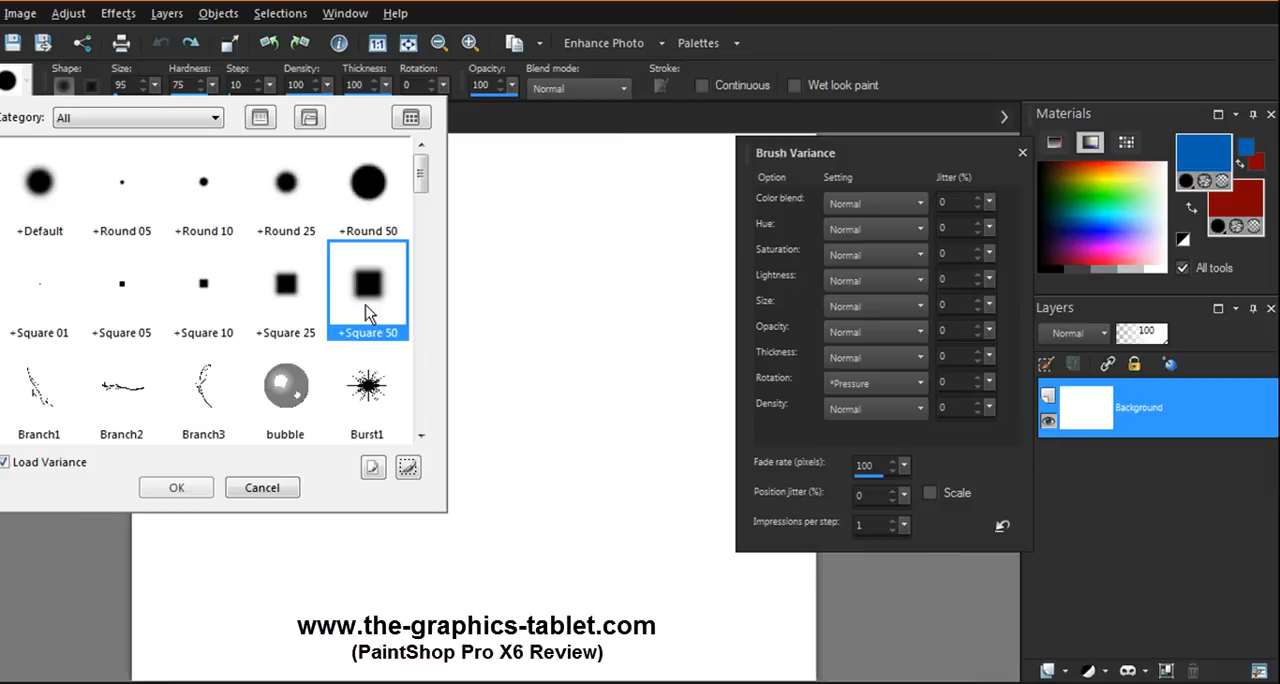 Image Adjust Effects Layers Objects Selections Window Help
Enhance Photo Palettes
Shape: Size: Hardness: Step: Density: Thickness: Rotation: Opacity: Blend mode: Stroke:
95 75 10 100 100 0 100 Normal Continuous Wet look paint
ategory: All
+Default +Round 05 +Round 10 +Round 25 +Round 50
+Square 01 +Square 05 +Square 10 +Square 25 +Square 50
Branch1 Branch2 Branch3 bubble Burst1
Load Variance
OK Cancel
Brush Variance
Option Setting Jitter (%)
Color blend: Normal 0
Hue: Normal 0
Saturation: Normal 0
Lightness: Normal 0
Size: Normal 0
Opacity: Normal 0
Thickness: Normal 0
Rotation: *Pressure 0
Density: Normal 0
Fade rate (pixels): 100
Position jitter (%): 0 Scale
Impressions per step: 1
Materials
All tools
Layers
Normal 100
Background
www.the-graphics-tablet.com
(PaintShop Pro X6 Review)